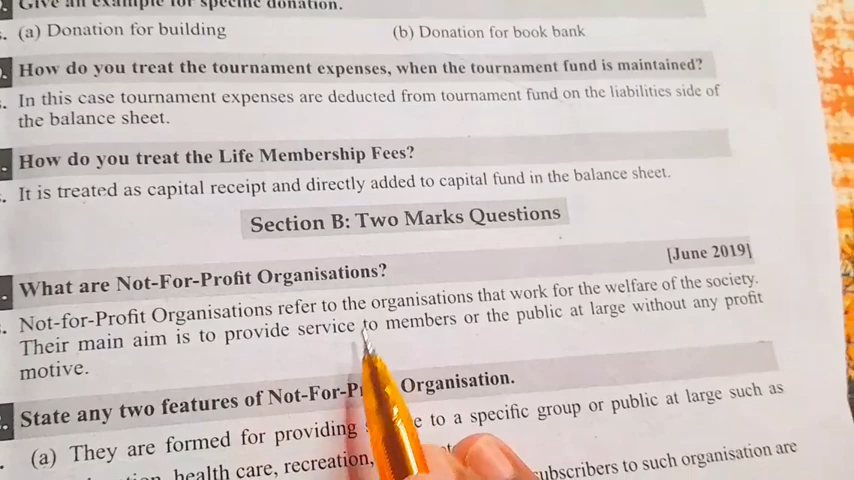 Give an example for specific donation.
(a) Donation for building (b) Donation for book bank
How do you treat the tournament expenses, when the tournament fund is maintained?
In this case tournament expenses are deducted from tournament fund on the liabilities side of
the balance sheet.
How do you treat the Life Membership Fees?
It is treated as capital receipt and directly added to capital fund in the balance sheet.
Section B: Two Marks Questions
What are Not-For-Profit Organisations? [June 2019]
Not-for-Profit Organisations refer to the organisations that work for the welfare of the society.
Their main aim is to provide service to members or the public at large without any profit
motive.
State any two features of Not-For- Organisation.
(a) They are formed for providing to a specific group or public at large such as
health care, recreation,
subscribers to such organisation are